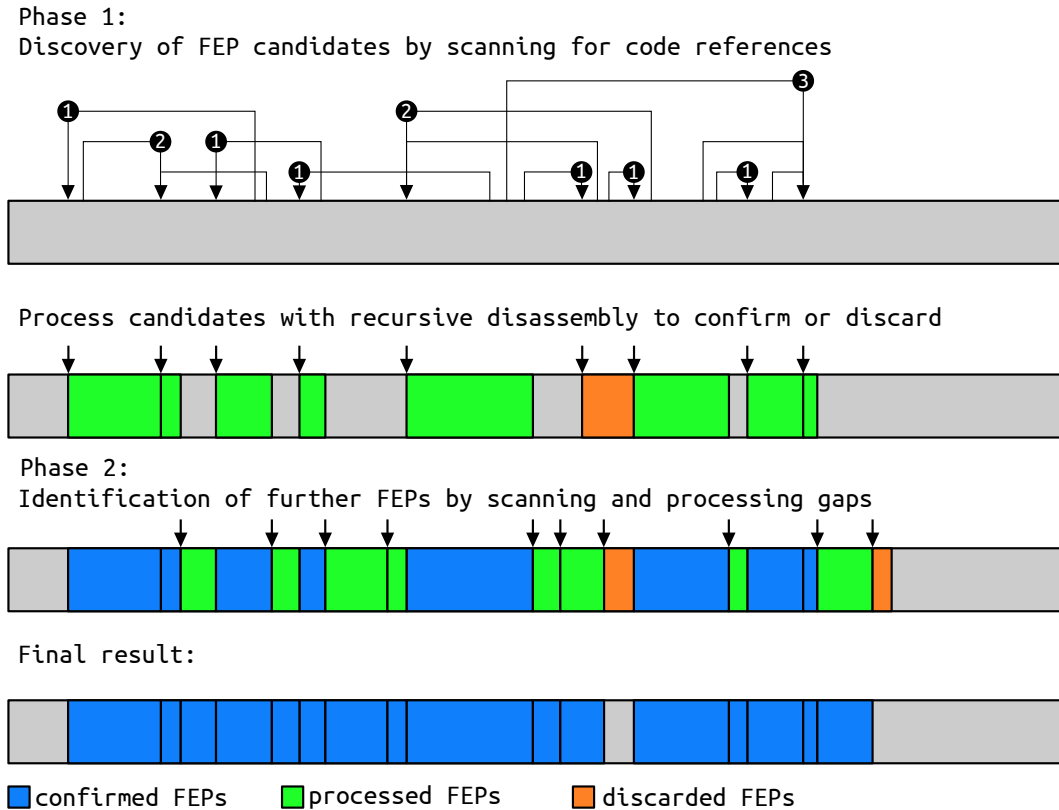 Phase 1:
Discovery of FEP candidates by scanning for code references
3
1
2
2
1
1
1
1
1
Process candidates with recursive disassembly to confirm or discard
Phase 2:
Identification of further FEPs by scanning and processing gaps
Final result:
confirmed FEPs
processed FEPs
discarded FEPs